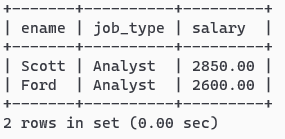 +-------+----------+---------+
| ename | job_type | salary  |
+-------+----------+---------+
| Scott | Analyst  | 2850.00 |
| Ford  | Analyst  | 2600.00 |
+-------+----------+---------+
2 rows in set (0.00 sec)